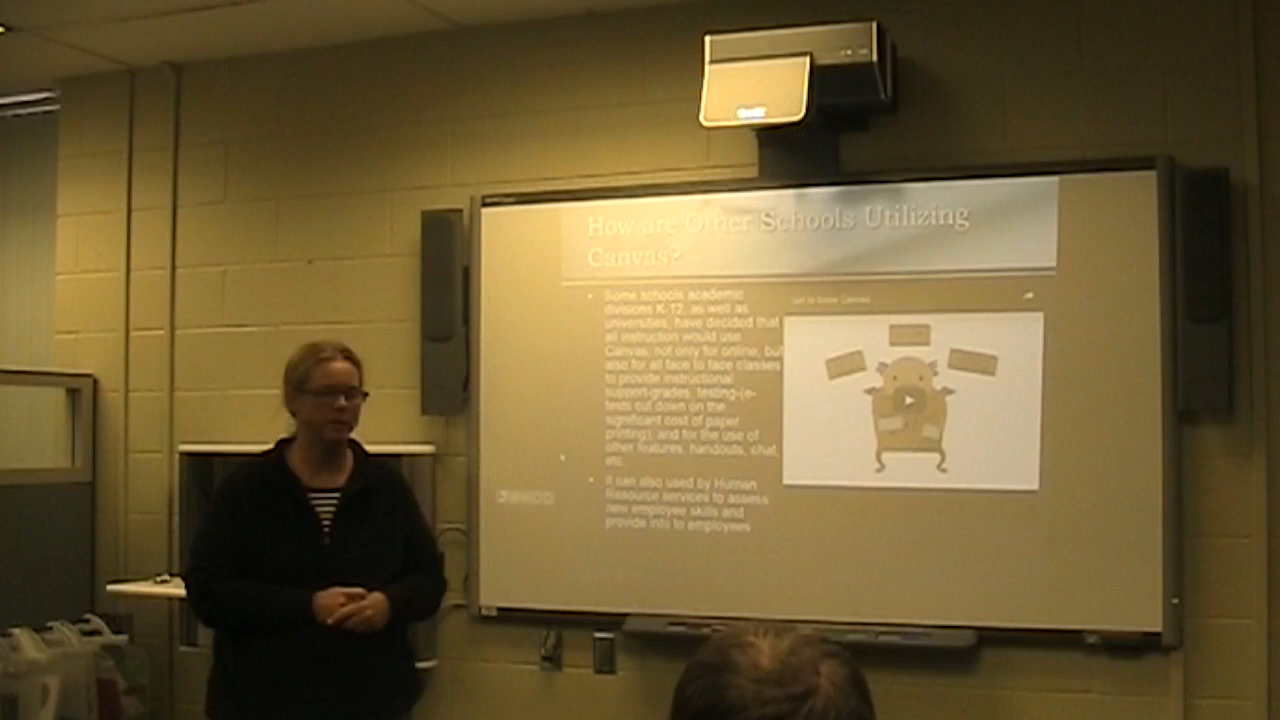 How are Other Schools Utilizing
Canvas?
• Some schools academic
divisions K-12, as well as
universities, have decided that
all instruction would use
Canvas, not only for online, but
also for all face to face classes
to provide instructional
support-grades, testing-(e-
tests cut down on the
significant cost of paper
printing), and for the use of
other features, handouts, chat,
etc.
• It can also used by Human
Resource services to assess
new employee skills and
provide info to employees
Get to know Canvas